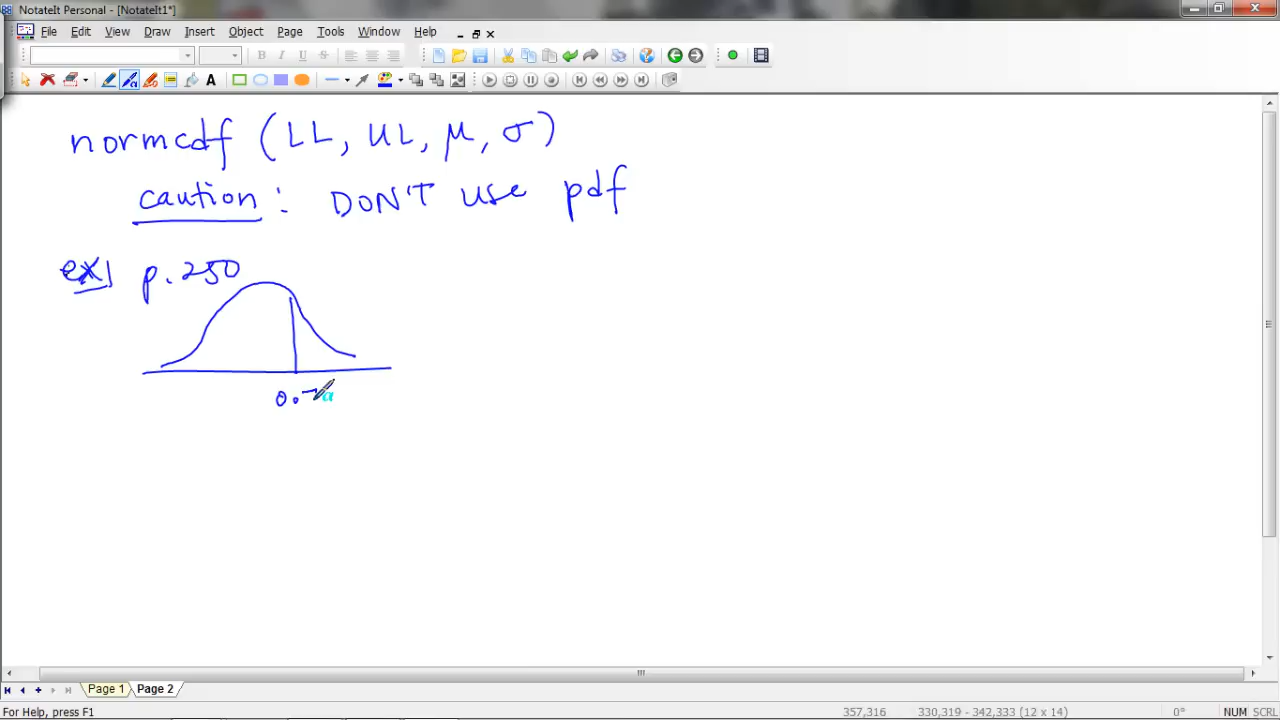 NotateIt Personal - [NotateIt1*]
File Edit View Draw Insert Object Page Tools Window Help
B I U S
A
normcdf (LL, UL, μ, σ)
caution: DON'T use pdf
ex) p. 250
0.
a
Page 1 Page 2
For Help, press F1 357,316 330,319 - 342,333 (12 x 14) 0° NUM SCRL